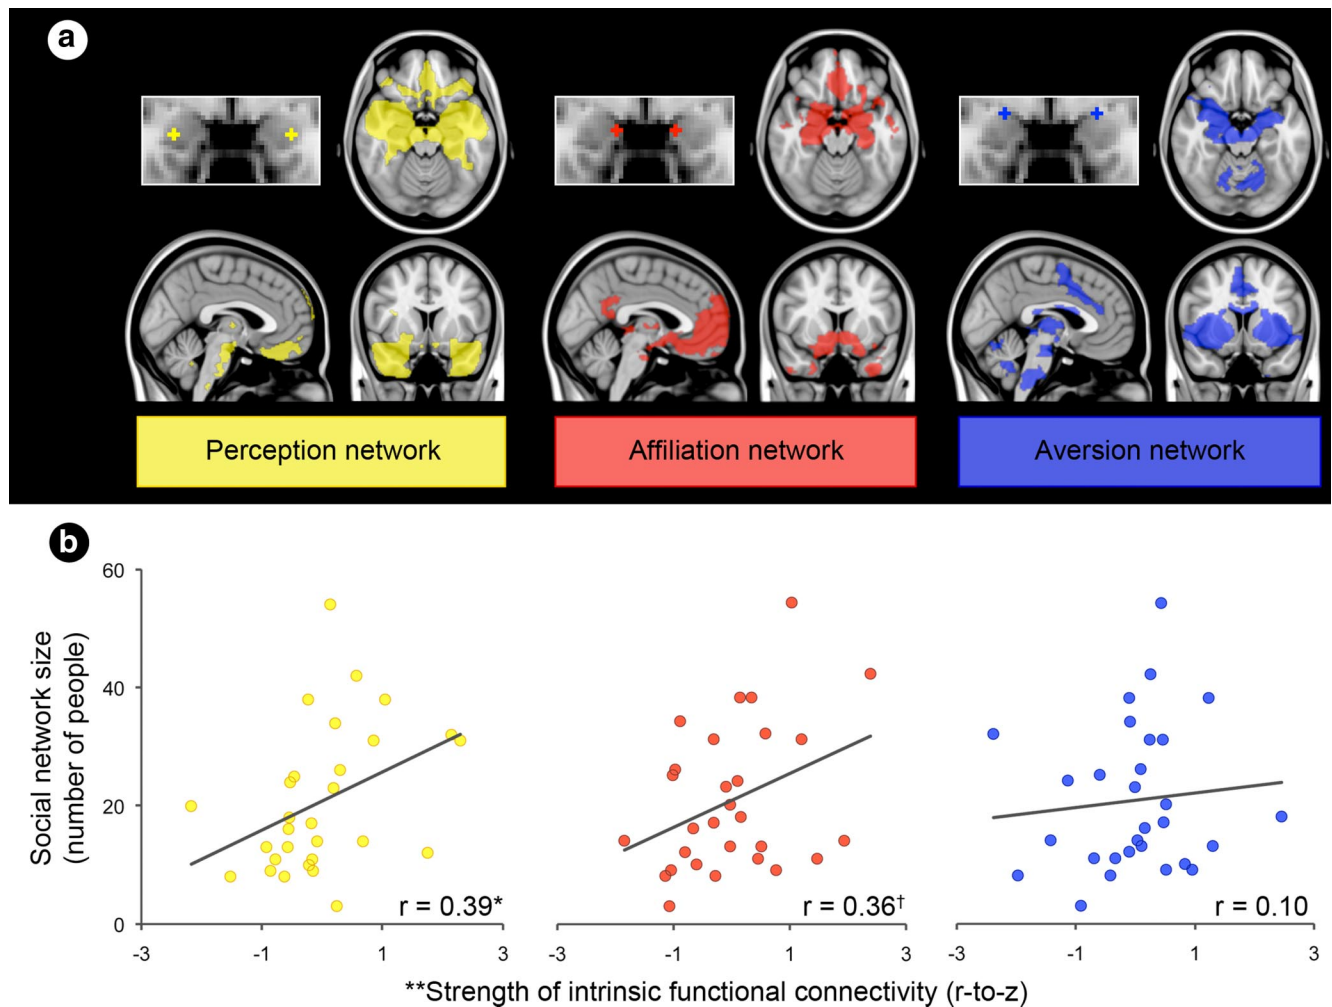 a
Perception network
Affiliation network
Aversion network
b
Social network size
(number of people)
60
40
20
0
r = 0.39*
r = 0.36†
r = 0.10
-3 -1 1 3
-3 -1 1 3
-3 -1 1 3
**Strength of intrinsic functional connectivity (r-to-z)